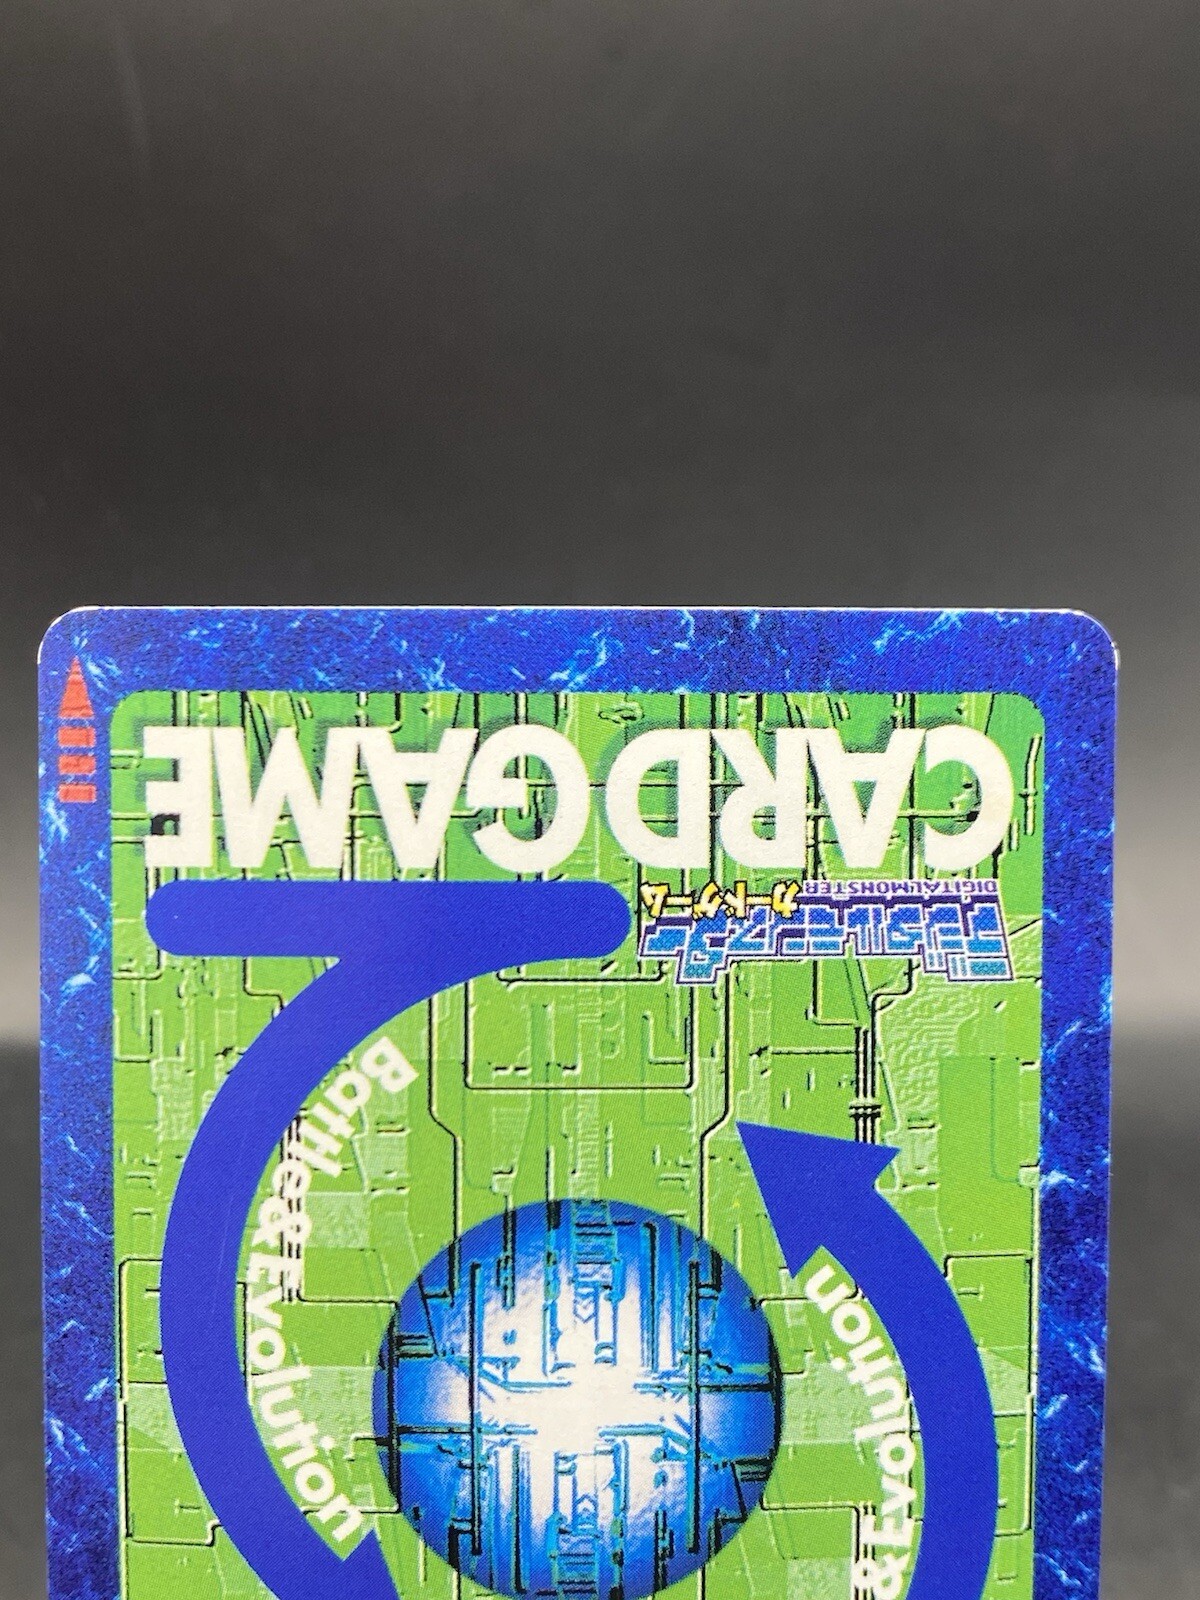 Evolution
&Evolution
Battle&Evolution
デジタルモンスター
カードゲーム
DIGITALMONSTER
CARD GAME